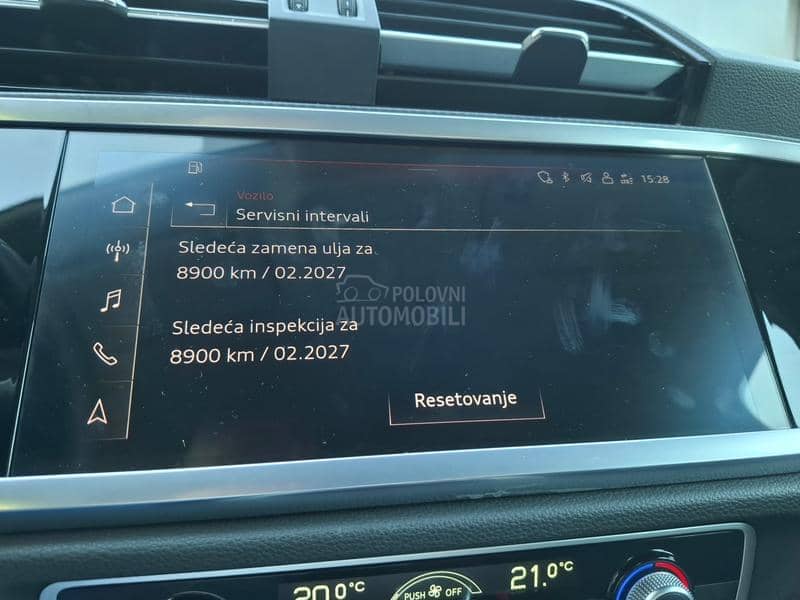 15:28
Vozilo
Servisni intervali
Sledeća zamena ulja za
8900 km / 02.2027
POLOVNI
AUTOMOBILI
Sledeća inspekcija za
8900 km / 02.2027
Resetovanje
20.0°C
PUSH OFF
21.0°C